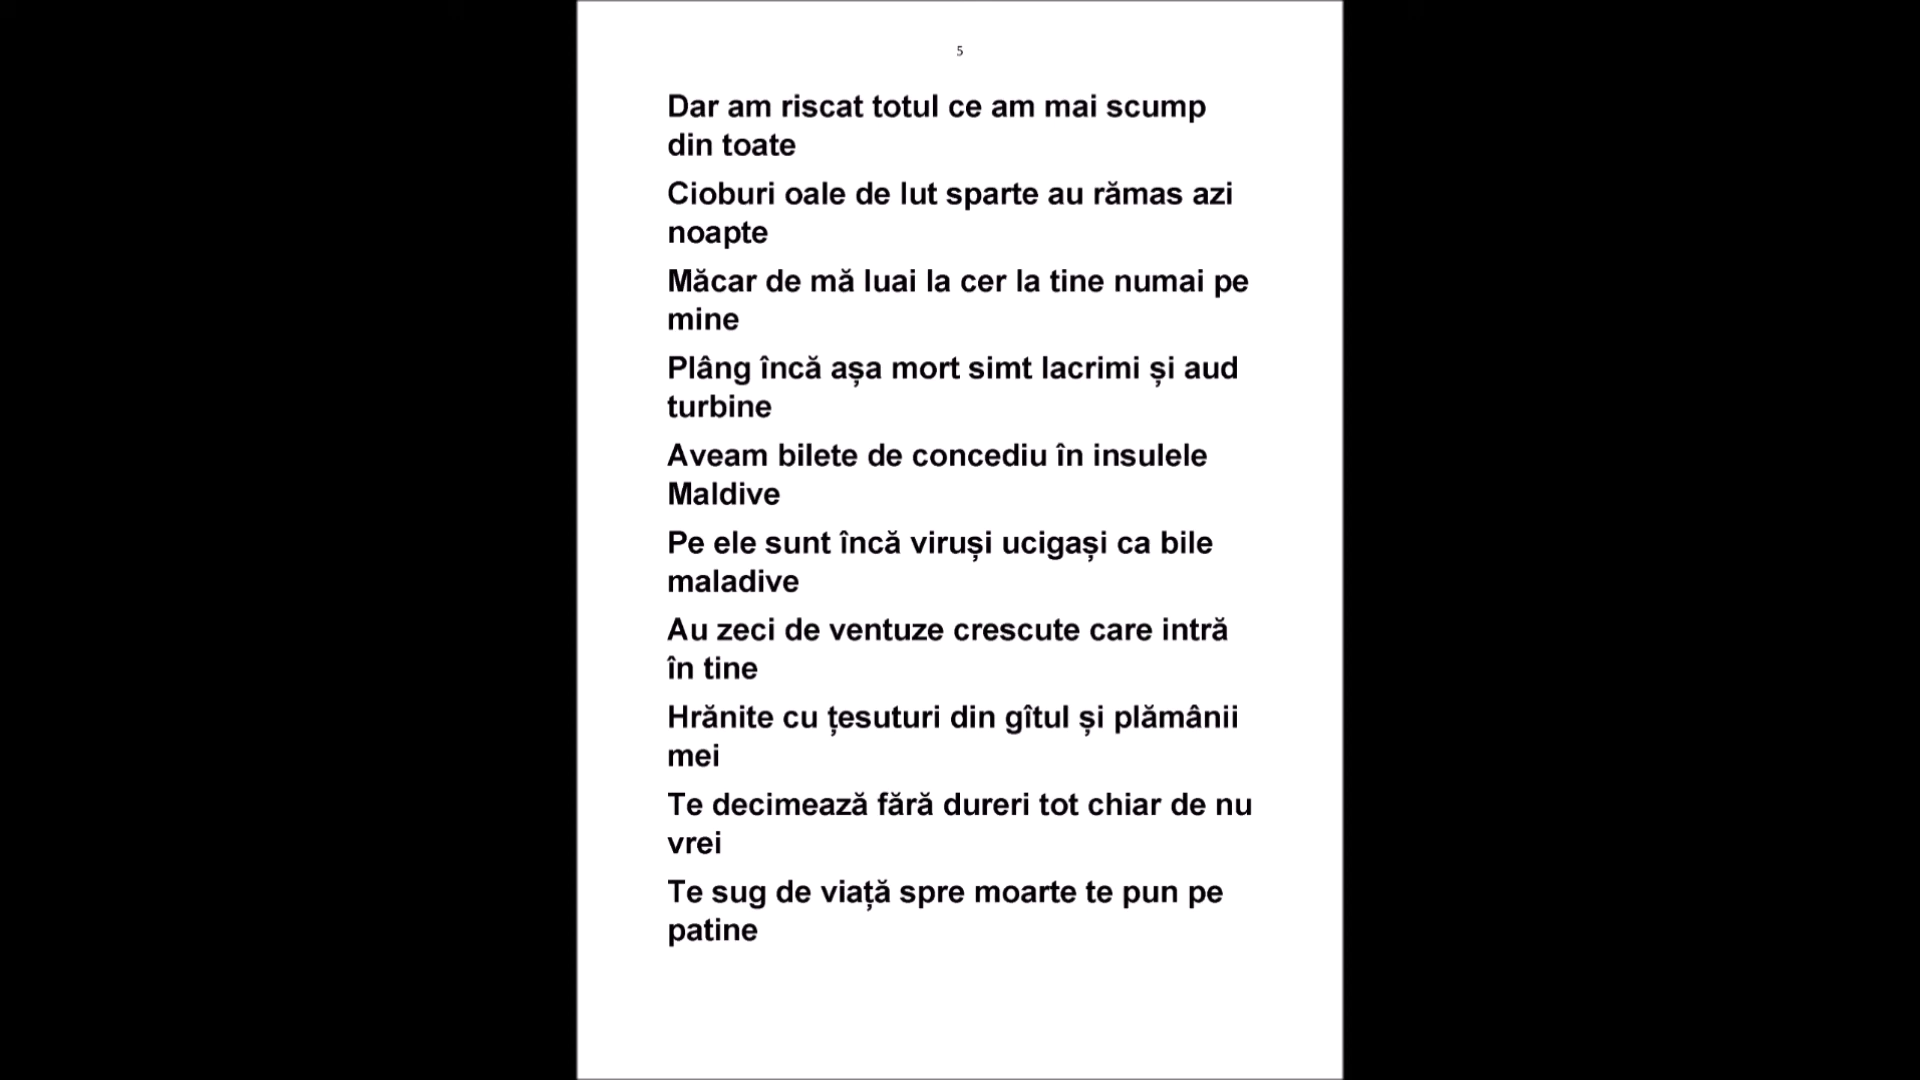 5
Dar am riscat totul ce am mai scump
din toate
Cioburi oale de lut sparte au rămas azi
noapte
Măcar de mă luai la cer la tine numai pe
mine
Plâng încă așa mort simt lacrimi și aud
turbine
Aveam bilete de concediu în insulele
Maldive
Pe ele sunt încă viruși ucigași ca bile
maladive
Au zeci de ventuze crescute care intră
în tine
Hrănite cu țesuturi din gîtul și plămânii
mei
Te decimează fără dureri tot chiar de nu
vrei
Te sug de viață spre moarte te pun pe
patine